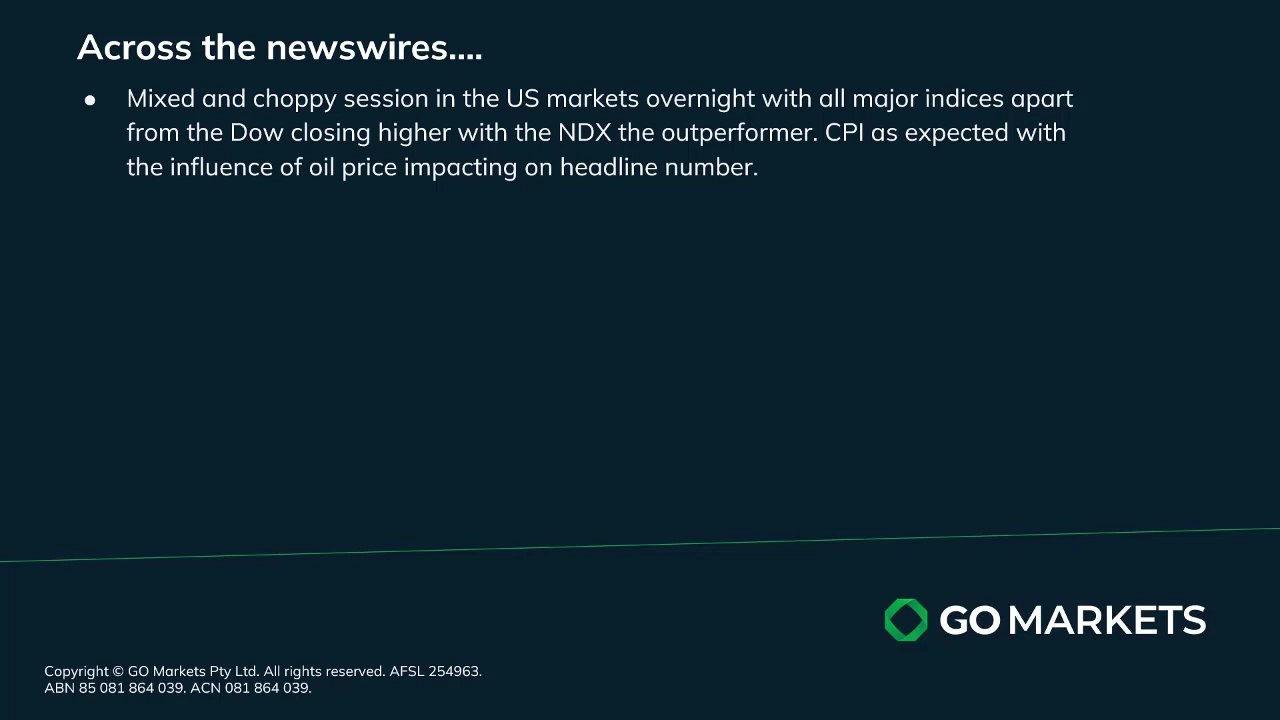 Across the newswires....
● Mixed and choppy session in the US markets overnight with all major indices apart
from the Dow closing higher with the NDX the outperformer. CPI as expected with
the influence of oil price impacting on headline number.
GO MARKETS
Copyright © GO Markets Pty Ltd. All rights reserved. AFSL 254963.
ABN 85 081 864 039. ACN 081 864 039.